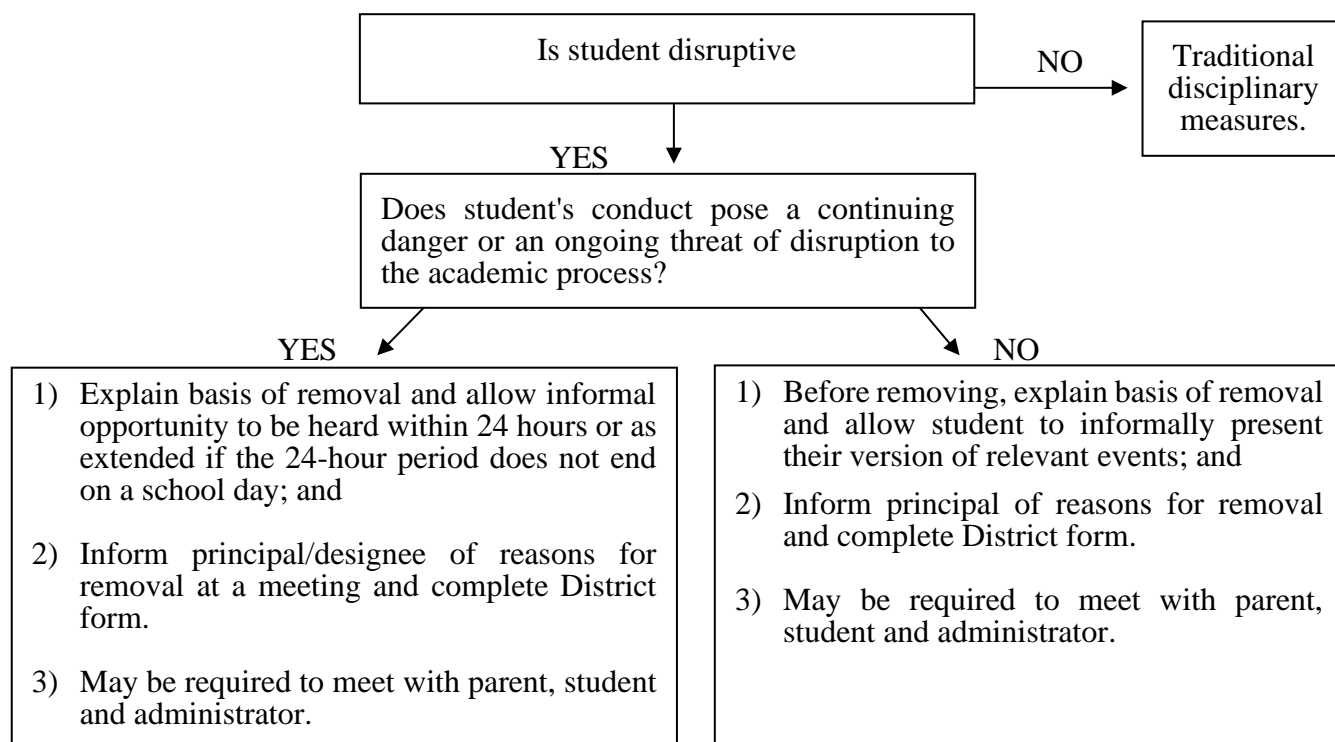 Is student disruptive
NO
Traditional
disciplinary
measures.
YES
Does student's conduct pose a continuing
danger or an ongoing threat of disruption to
the academic process?
YES
NO
1) Explain basis of removal and allow informal
opportunity to be heard within 24 hours or as
extended if the 24-hour period does not end
on a school day; and
2) Inform principal/designee of reasons for
removal at a meeting and complete District
form.
3) May be required to meet with parent, student
and administrator.
1) Before removing, explain basis of removal
and allow student to informally present
their version of relevant events; and
2) Inform principal of reasons for removal
and complete District form.
3) May be required to meet with parent,
student and administrator.